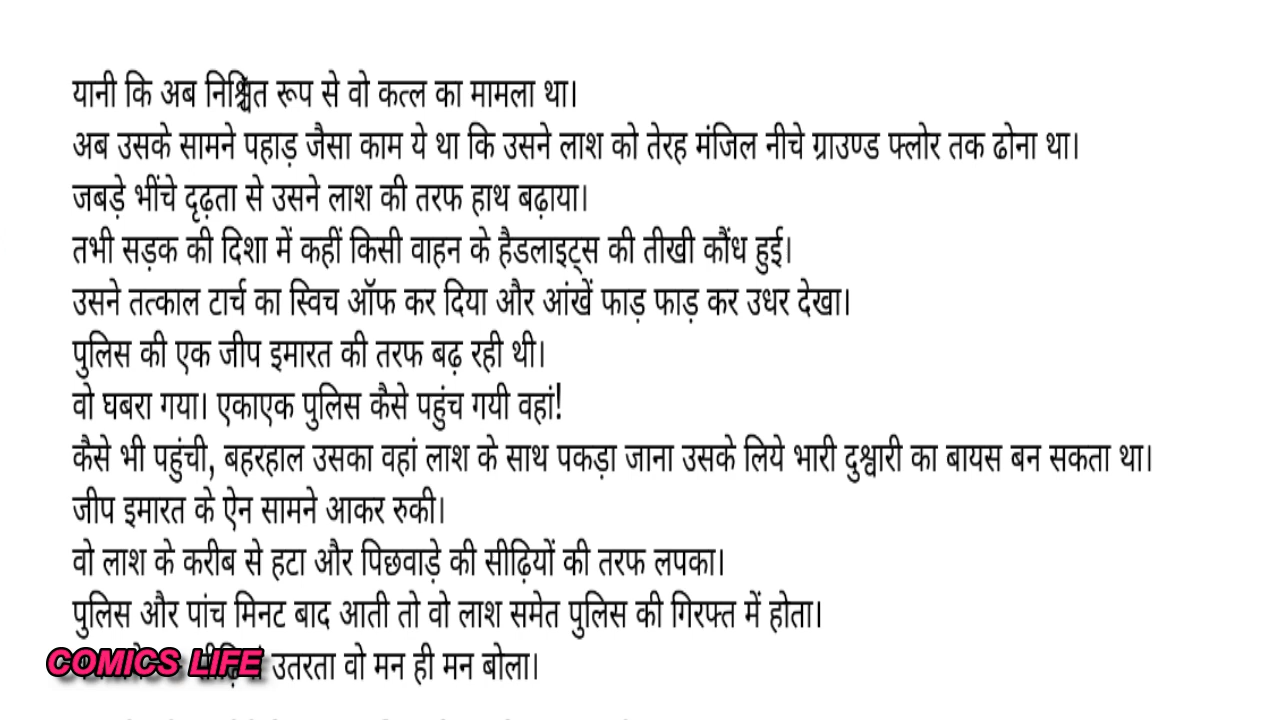 यानी कि अब निश्चित रूप से वो कत्ल का मामला था।
अब उसके सामने पहाड़ जैसा काम ये था कि उसने लाश को तेरह मंजिल नीचे ग्राउण्ड फ्लोर तक ढोना था।
जबड़े भींचे दृढ़ता से उसने लाश की तरफ हाथ बढ़ाया।
तभी सड़क की दिशा में कहीं किसी वाहन के हैडलाइट्स की तीखी कौंध हुई।
उसने तत्काल टार्च का स्विच ऑफ कर दिया और आंखें फाड़ फाड़ कर उधर देखा।
पुलिस की एक जीप इमारत की तरफ बढ़ रही थी।
वो घबरा गया। एकाएक पुलिस कैसे पहुंच गयी वहां!
कैसे भी पहुंची, बहरहाल उसका वहां लाश के साथ पकड़ा जाना उसके लिये भारी दुश्वारी का बायस बन सकता था।
जीप इमारत के ऐन सामने आकर रुकी।
वो लाश के करीब से हटा और पिछवाड़े की सीढ़ियों की तरफ लपका।
पुलिस और पांच मिनट बाद आती तो वो लाश समेत पुलिस की गिरफ्त में होता।
COMICS LIFE उतरता वो मन ही मन बोला।